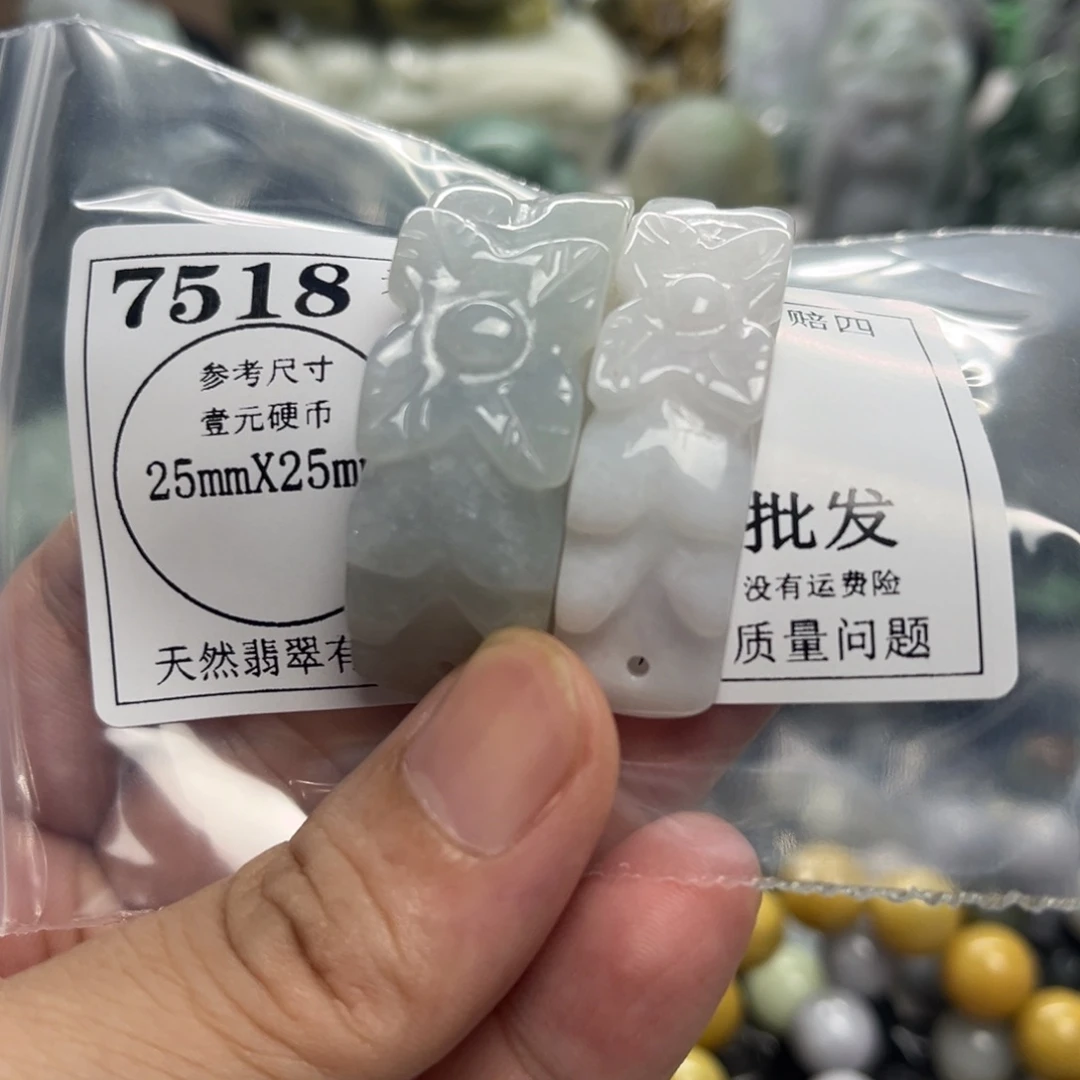 7518
赔四
参考尺寸
壹元硬币
25mmX25m
批发
没有运费险
天然翡翠有
质量问题